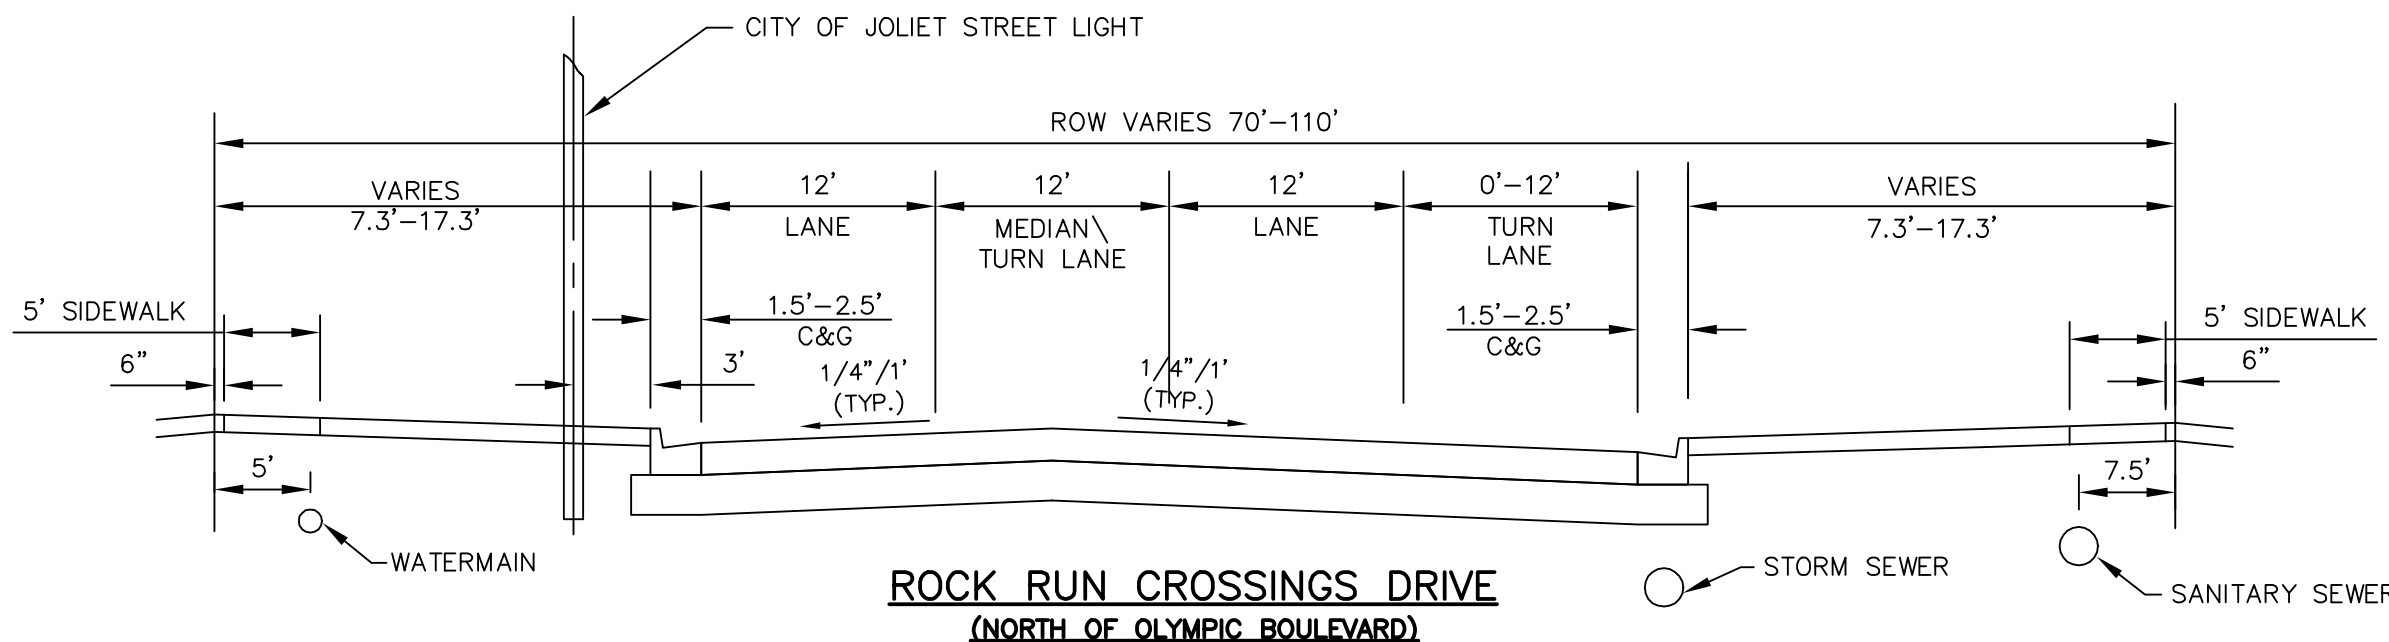 CITY OF JOLIET STREET LIGHT
ROW VARIES 70'-110'
VARIES
7.3'-17.3'
12'
LANE
12'
MEDIAN\
TURN LANE
12'
LANE
0'-12'
TURN
LANE
VARIES
7.3'-17.3'
5' SIDEWALK
6"
1.5'-2.5'
C&G
3'
1/4"/1'
(TYP.)
1/4"/1'
(TYP.)
1.5'-2.5'
C&G
5' SIDEWALK
6"
5'
7.5'
WATERMAIN
STORM SEWER
SANITARY SEWER
ROCK RUN CROSSINGS DRIVE
(NORTH OF OLYMPIC BOULEVARD)